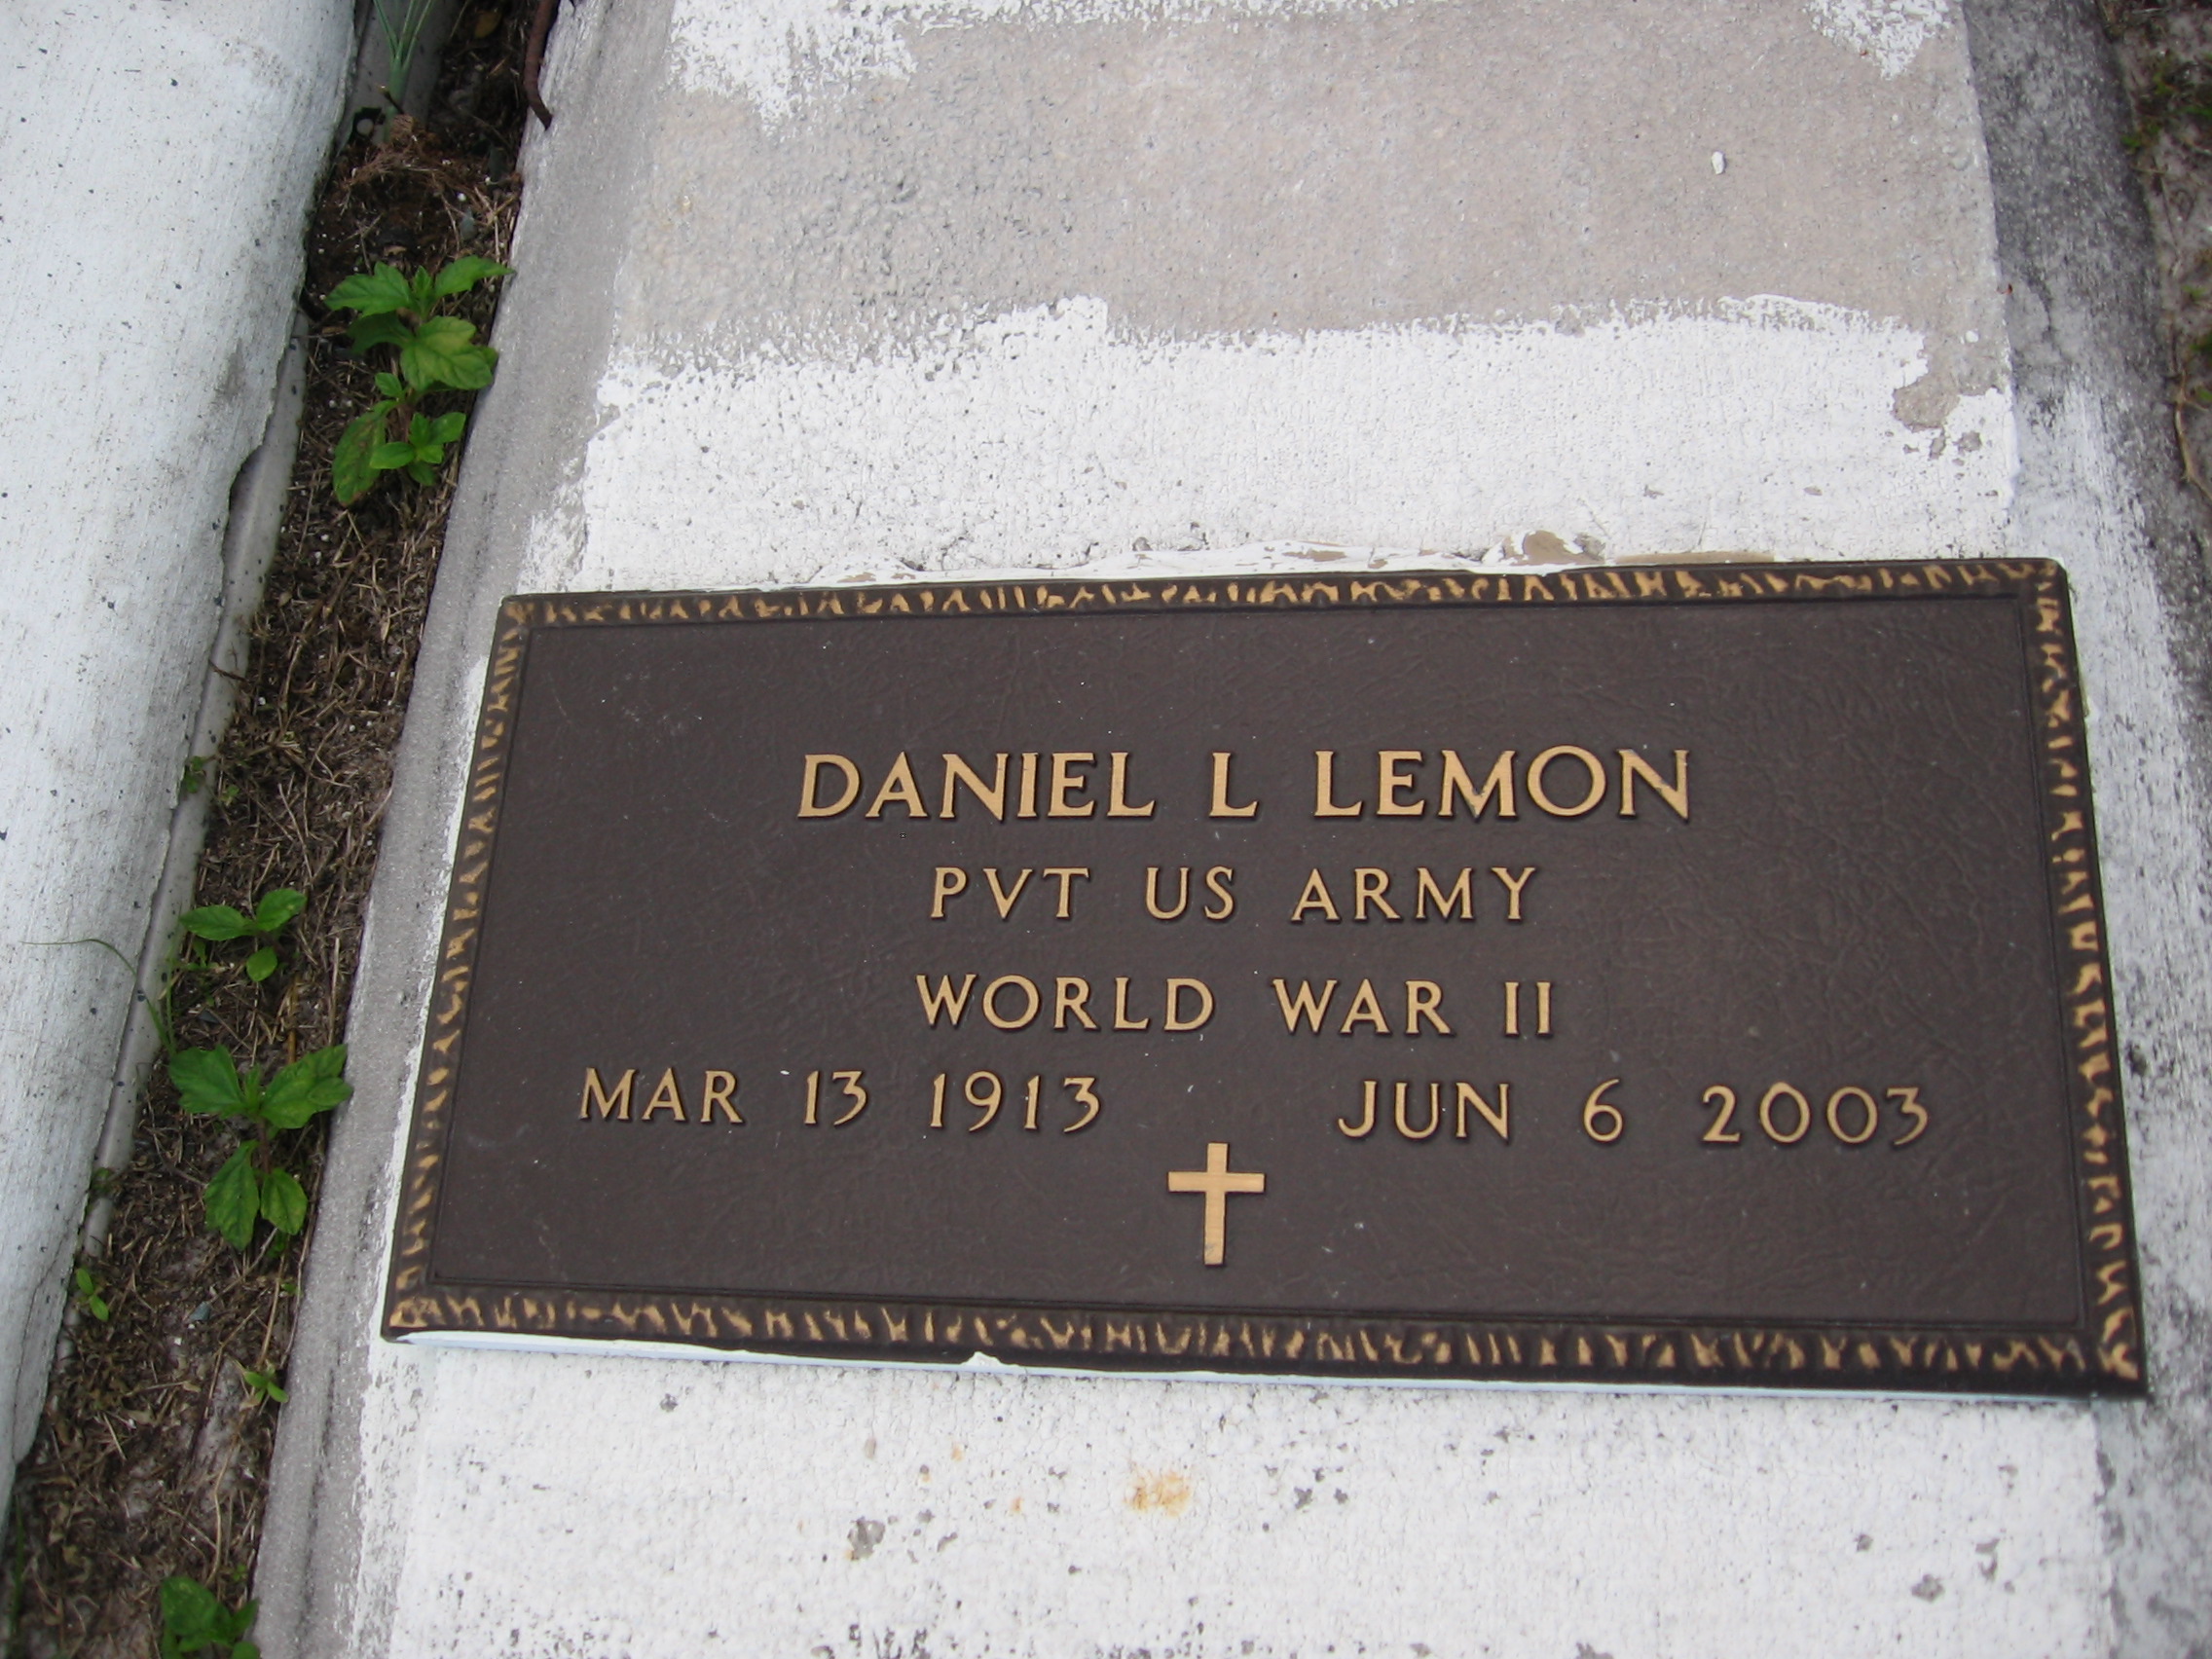 DANIEL L LEMON
PVT US ARMY
WORLD WAR II
MAR 13 1913 JUN 6 2003